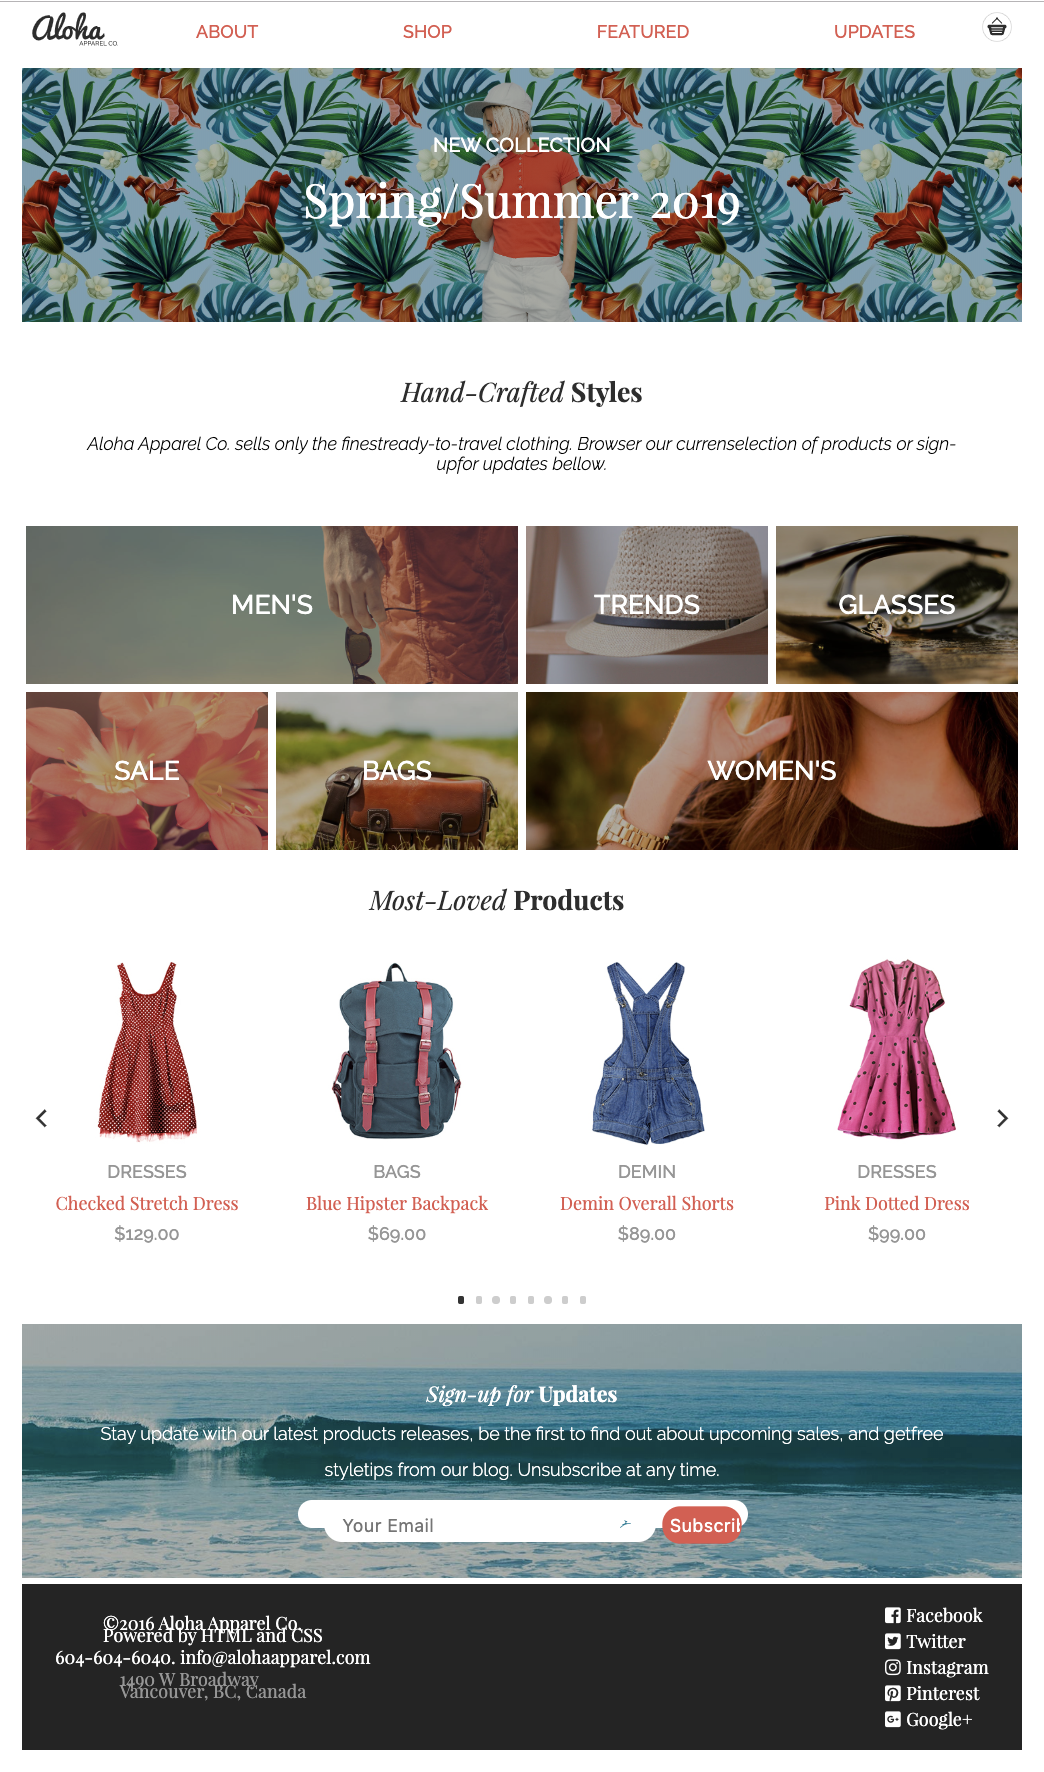 Aloha
APPAREL CO.
ABOUT SHOP FEATURED UPDATES
NEW COLLECTION
Spring/Summer 2019
Hand-Crafted Styles
Aloha Apparel Co. sells only the finestready-to-travel clothing. Browser our currenselection of products or sign-
upfor updates bellow.
MEN'S
TRENDS
GLASSES
SALE
BAGS
WOMEN'S
Most-Loved Products
DRESSES
Checked Stretch Dress
$129.00
BAGS
Blue Hipster Backpack
$69.00
DEMIN
Demin Overall Shorts
$89.00
DRESSES
Pink Dotted Dress
$99.00
Sign-up for Updates
Stay update with our latest products releases, be the first to find out about upcoming sales, and getfree
styletips from our blog. Unsubscribe at any time.
Your Email
Subscrib
©2016 Aloha Apparel Co.
Powered by HTML and CSS
604-604-6040. info@alohaapparel.com
1490 W Broadway
Vancouver, BC, Canada
Facebook
Twitter
Instagram
Pinterest
Google+